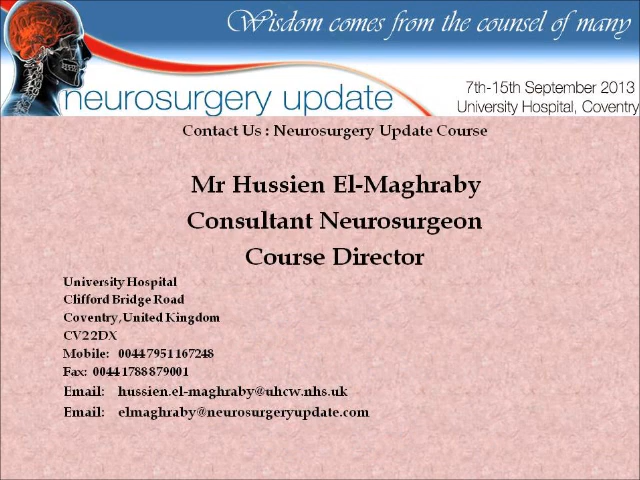 Wisdom comes from the counsel of many
neurosurgery update
7th-15th September 2013
University Hospital, Coventry
Contact Us : Neurosurgery Update Course
Mr Hussien El-Maghraby
Consultant Neurosurgeon
Course Director
University Hospital
Clifford Bridge Road
Coventry, United Kingdom
CV22DX
Mobile: 00447951167248
Fax: 00441788879001
Email: hussien.el-maghraby@uhcw.nhs.uk
Email: elmaghraby@neurosurgeryupdate.com